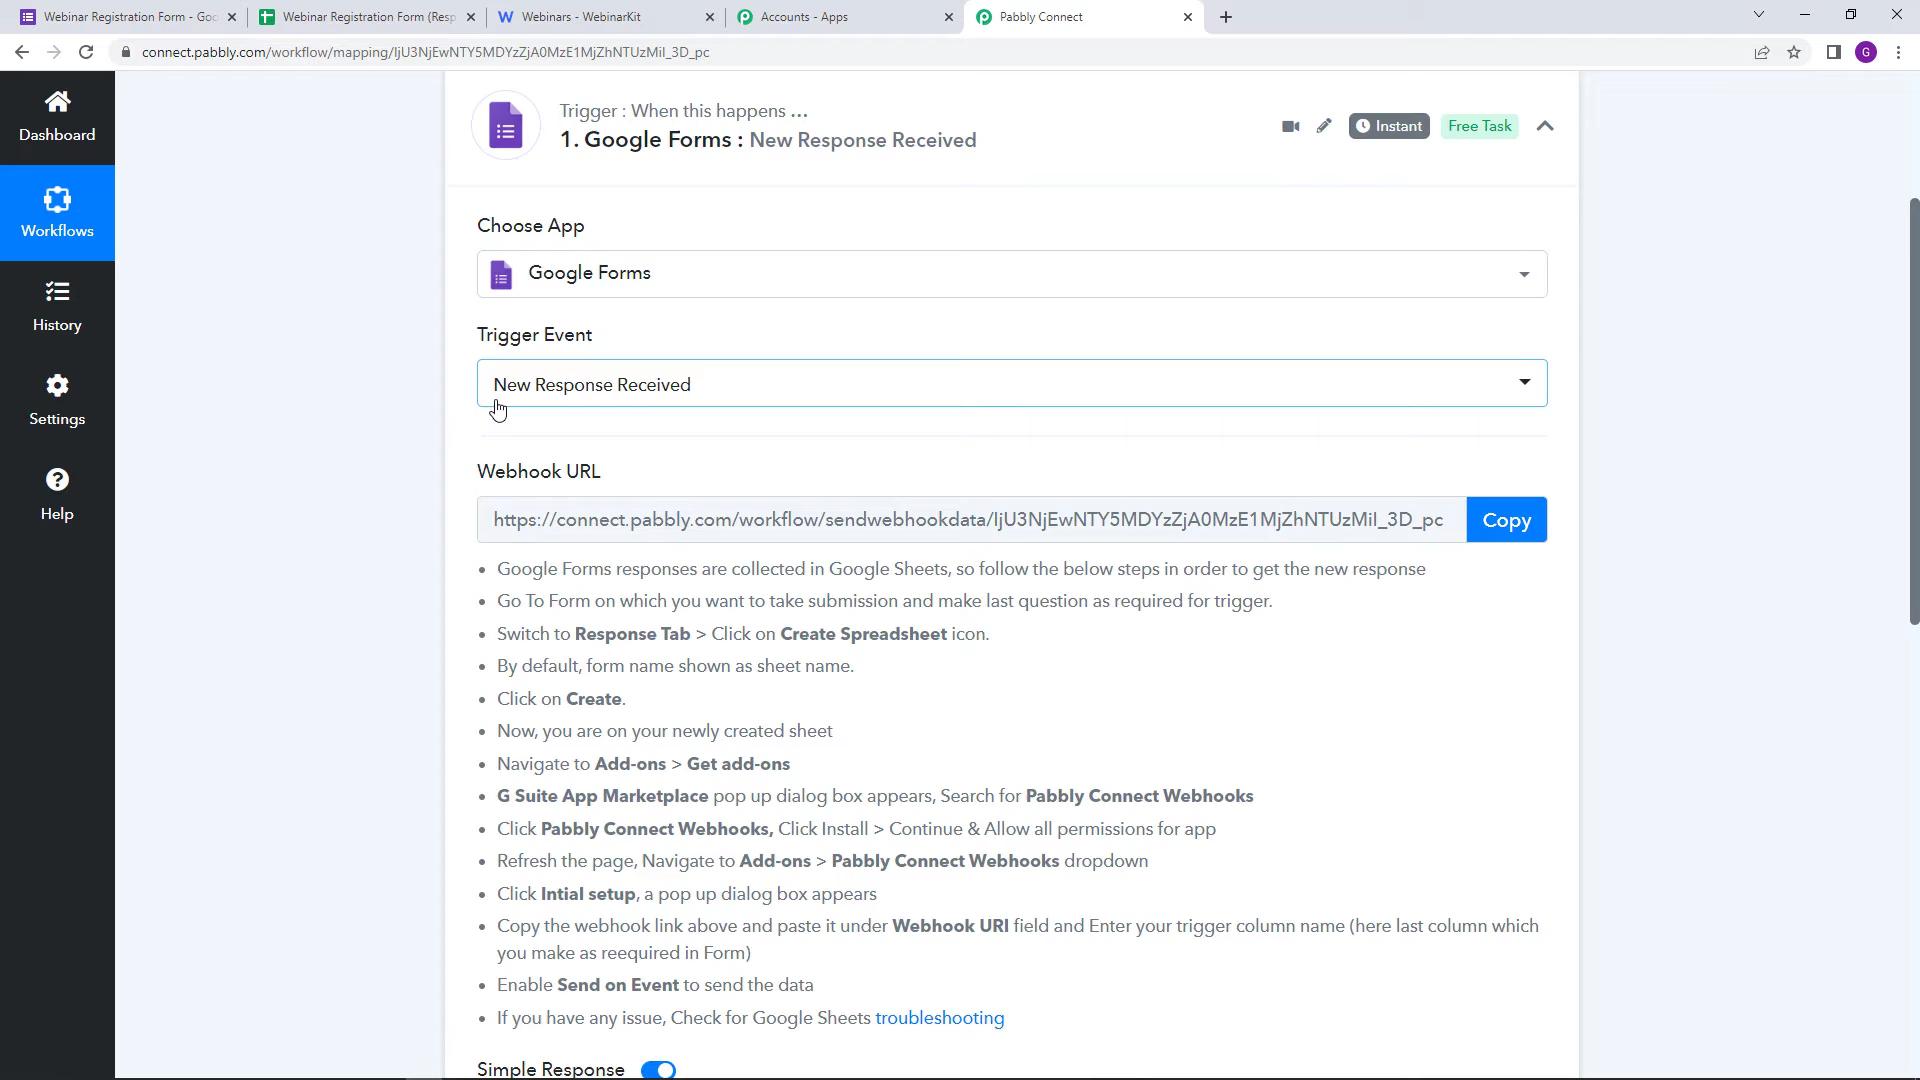 Webinar Registration Form - Goo
Webinar Registration Form (Resp
Webinars - WebinarKit
Accounts - Apps
Pabbly Connect
connect.pabbly.com/workflow/mapping/IjU3NjEwNTY5MDYzZjA0MzE1MjZhNTUzMiI_3D_pc
G
Dashboard
Workflows
History
Settings
Help
Trigger : When this happens ...
1. Google Forms : New Response Received
Instant
Free Task
Choose App
Google Forms
Trigger Event
New Response Received
Webhook URL
https://connect.pabbly.com/workflow/sendwebhookdata/IjU3NjEwNTY5MDYzZjA0MzE1MjZhNTUzMiI_3D_pc
Copy
• Google Forms responses are collected in Google Sheets, so follow the below steps in order to get the new response
• Go To Form on which you want to take submission and make last question as required for trigger.
• Switch to Response Tab > Click on Create Spreadsheet icon.
• By default, form name shown as sheet name.
• Click on Create.
• Now, you are on your newly created sheet
• Navigate to Add-ons > Get add-ons
• G Suite App Marketplace pop up dialog box appears, Search for Pabbly Connect Webhooks
• Click Pabbly Connect Webhooks, Click Install > Continue & Allow all permissions for app
• Refresh the page, Navigate to Add-ons > Pabbly Connect Webhooks dropdown
• Click Intial setup, a pop up dialog box appears
• Copy the webhook link above and paste it under Webhook URI field and Enter your trigger column name (here last column which
you make as reequired in Form)
• Enable Send on Event to send the data
• If you have any issue, Check for Google Sheets troubleshooting
Simple Response